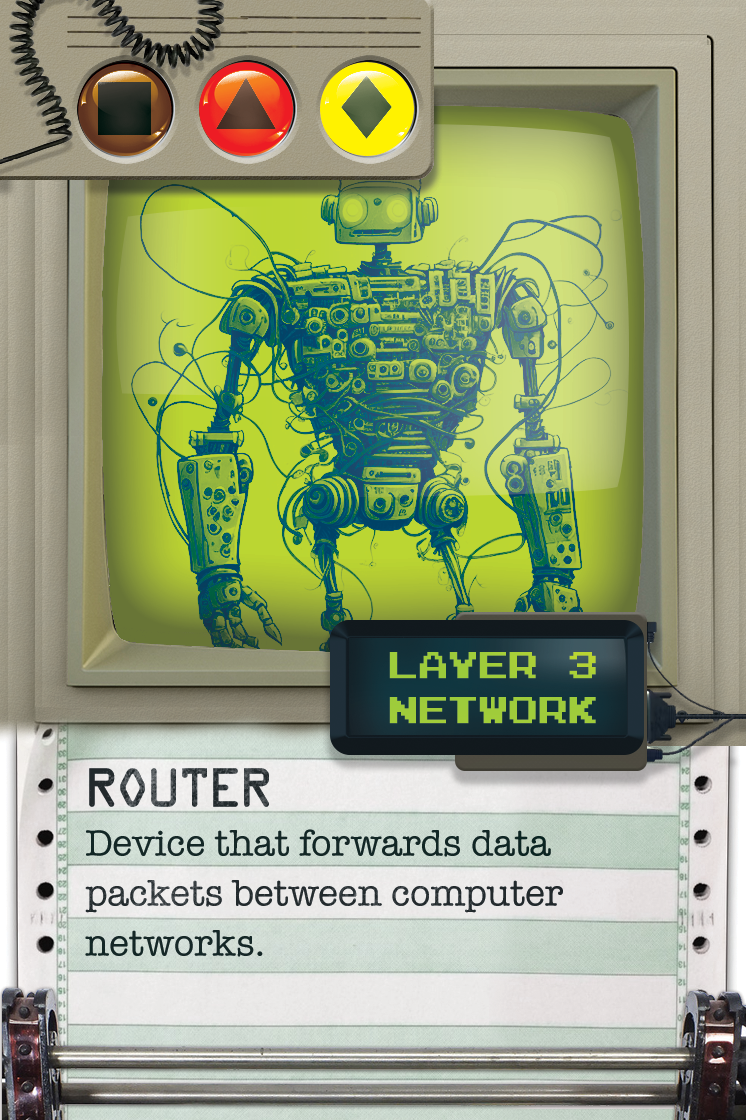 LAYER 3
NETWORK
ROUTER
Device that forwards data
packets between computer
networks.